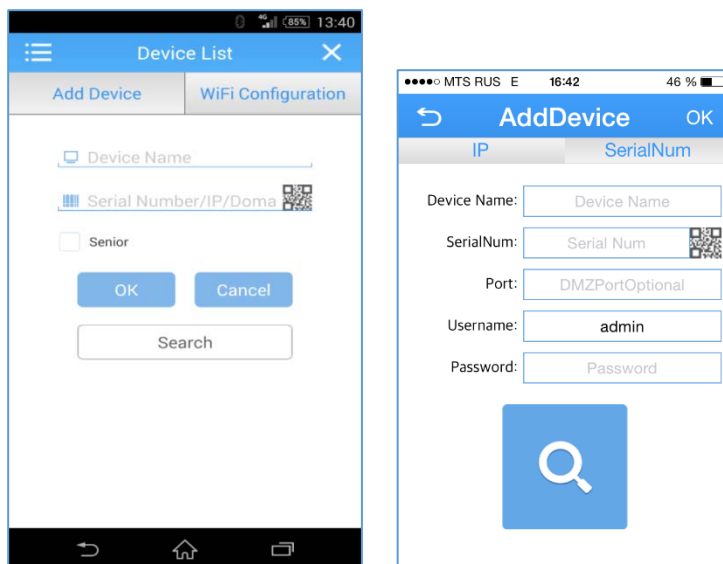 4G 85% 13:40
Device List
Add Device WiFi Configuration
Device Name
Serial Number/IP/Doma
Senior
OK Cancel
Search
MTS RUS E 16:42 46 %
AddDevice OK
IP SerialNum
Device Name: Device Name
SerialNum: Serial Num
Port: DMZPortOptional
Username: admin
Password: Password